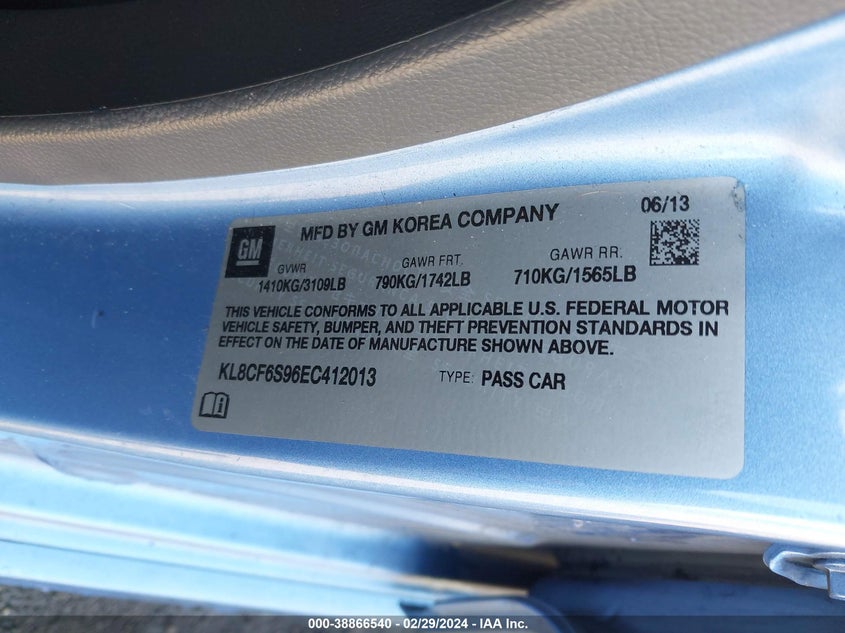 MFD BY GM KOREA COMPANY 06/13
GM
GVWR GAWR FRT. GAWR RR.
1410KG/3109LB 790KG/1742LB 710KG/1565LB
THIS VEHICLE CONFORMS TO ALL APPLICABLE U.S. FEDERAL MOTOR
VEHICLE SAFETY, BUMPER, AND THEFT PREVENTION STANDARDS IN
EFFECT ON THE DATE OF MANUFACTURE SHOWN ABOVE.
KL8CF6S96EC412013 TYPE: PASS CAR
000-38866540 - 02/29/2024 - IAA Inc.